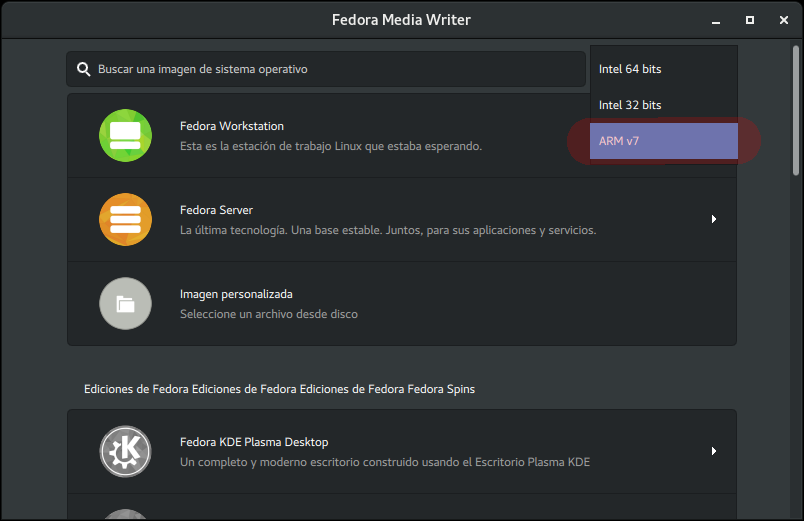 Fedora Media Writer
Buscar una imagen de sistema operativo
Intel 64 bits
Intel 32 bits
ARM v7
Fedora Workstation
Esta es la estación de trabajo Linux que estaba esperando.
Fedora Server
La última tecnología. Una base estable. Juntos, para sus aplicaciones y servicios.
Imagen personalizada
Seleccione un archivo desde disco
Ediciones de Fedora Ediciones de Fedora Ediciones de Fedora Fedora Spins
Fedora KDE Plasma Desktop
Un completo y moderno escritorio construido usando el Escritorio Plasma KDE